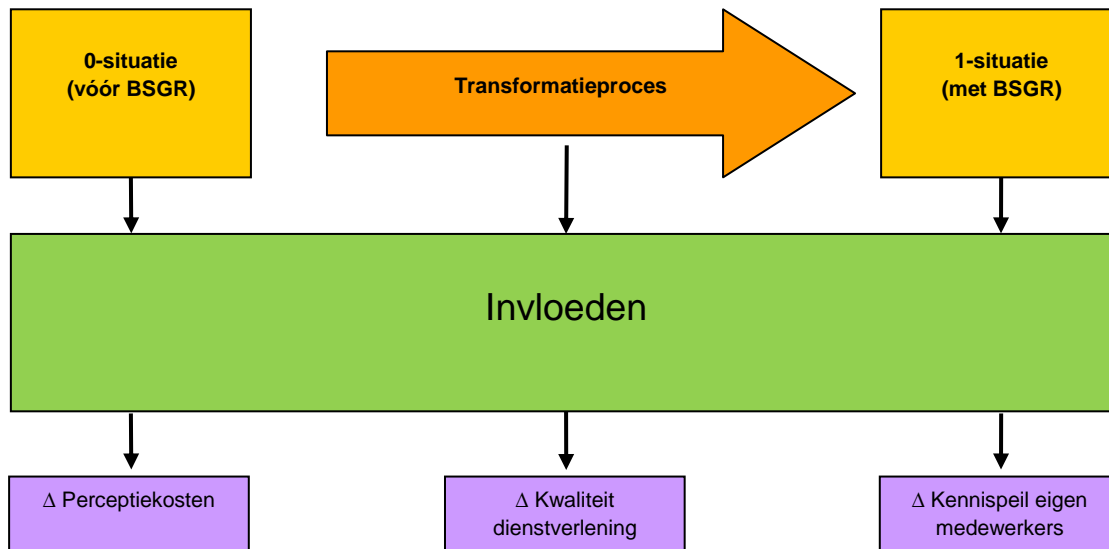 0-situatie
(vóór BSGR)
Transformatieproces
1-situatie
(met BSGR)
Invloeden
∆ Perceptiekosten
∆ Kwaliteit
dienstverlening
∆ Kennispeil eigen
medewerkers